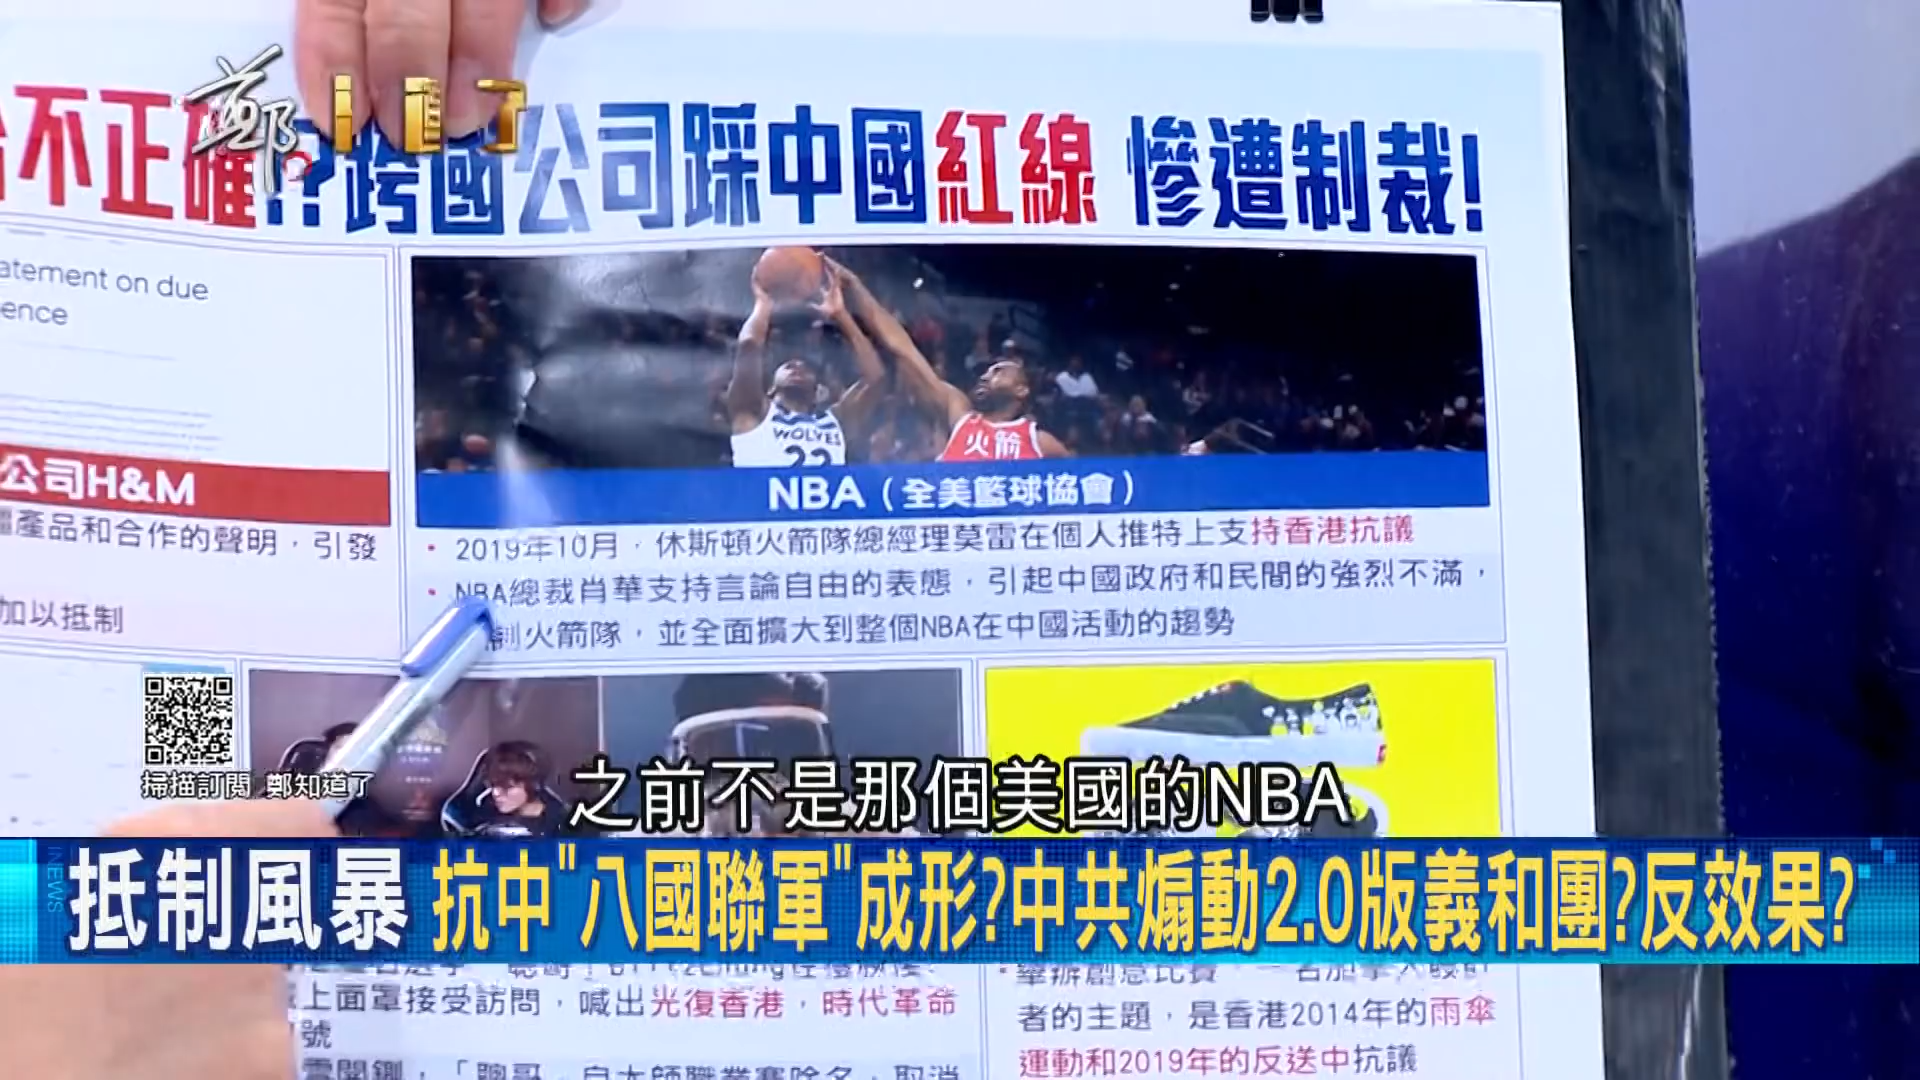 鄭知道了
不正確?跨國公司踩中國紅線 慘遭制裁!
atement on due
ence
公司H&M
產品和合作的聲明,引發
加以抵制
WOLVES
22
火箭
NBA(全美籃球協會)
・2019年10月,休斯頓火箭隊總經理莫雷在個人推特上支持香港抗議
・NBA總裁肖華支持言論自由的表態,引起中國政府和民間的強烈不滿,
制火箭隊,並全面擴大到整個NBA在中國活動的趨勢
掃描訂閱 鄭知道了
之前不是那個美國的NBA
iNEWS
抵制風暴 抗中"八國聯軍"成形?中共煽動2.0版義和團?反效果?
上面罩接受訪問,喊出光復香港,時代革命
號
者的主題,是香港2014年的雨傘
運動和2019年的反送中抗議